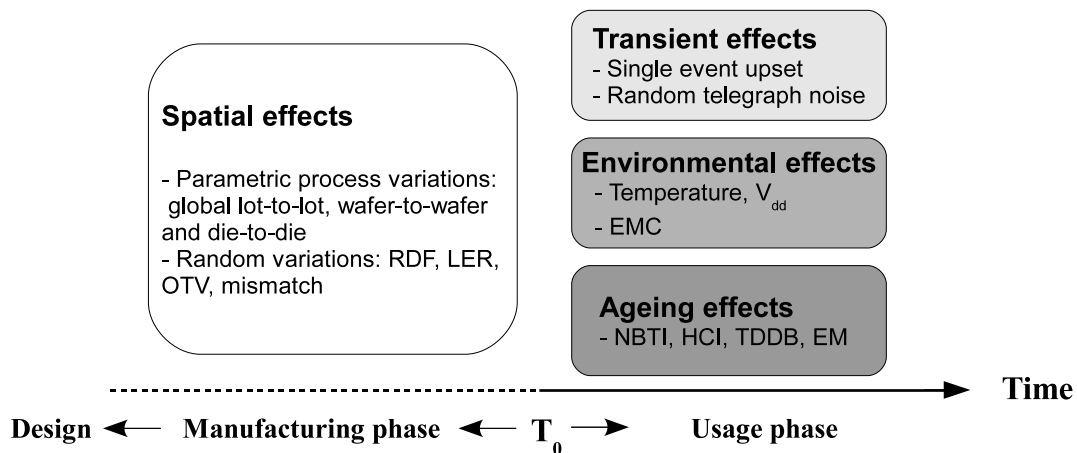 Spatial effects
- Parametric process variations:
global lot-to-lot, wafer-to-wafer
and die-to-die
- Random variations: RDF, LER,
OTV, mismatch
Transient effects
- Single event upset
- Random telegraph noise
Environmental effects
- Temperature, V_dd
- EMC
Ageing effects
- NBTI, HCI, TDDB, EM
Time
Design
Manufacturing phase
T_0
Usage phase